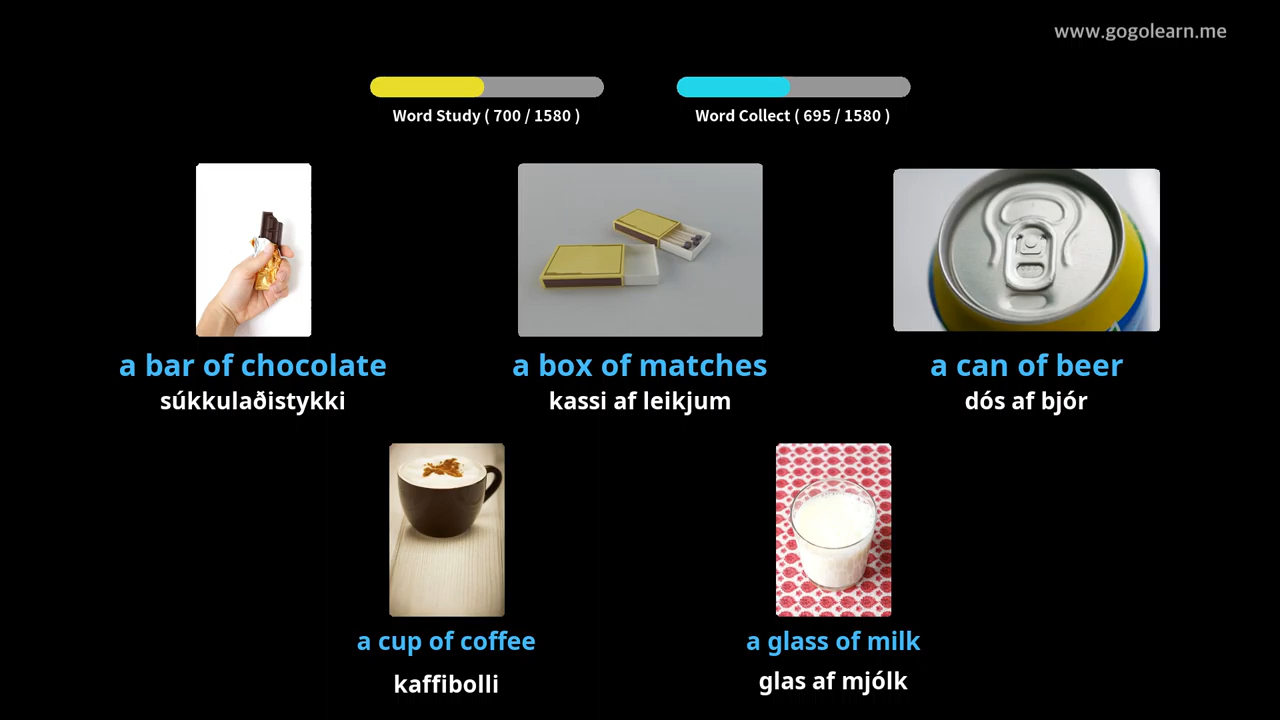 www.gogolearn.me
Word Study ( 700 / 1580 )
Word Collect ( 695 / 1580 )
a bar of chocolate
súkkulaðistykki
a box of matches
kassi af leikjum
a can of beer
dós af bjór
a cup of coffee
kaffibolli
a glass of milk
glas af mjólk